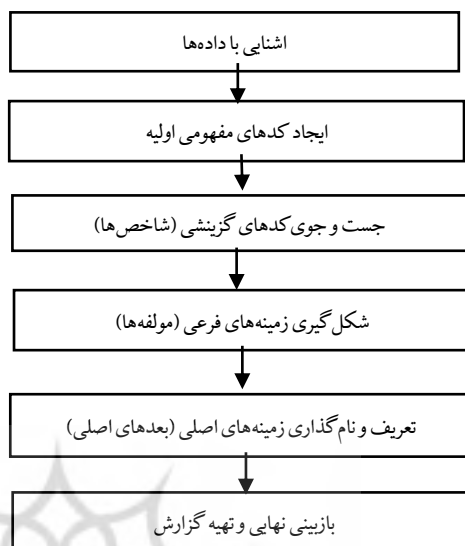 اشنایی با داده‌ها
ایجاد کدهای مفهومی اولیه
جست و جوی کدهای گزینشی (شاخص‌ها)
شکل گیری زمینه‌های فرعی (مولفه‌ها)
تعریف و نام‌گذاری زمینه‌های اصلی (بعدهای اصلی)
بازبینی نهایی و تهیه گزارش